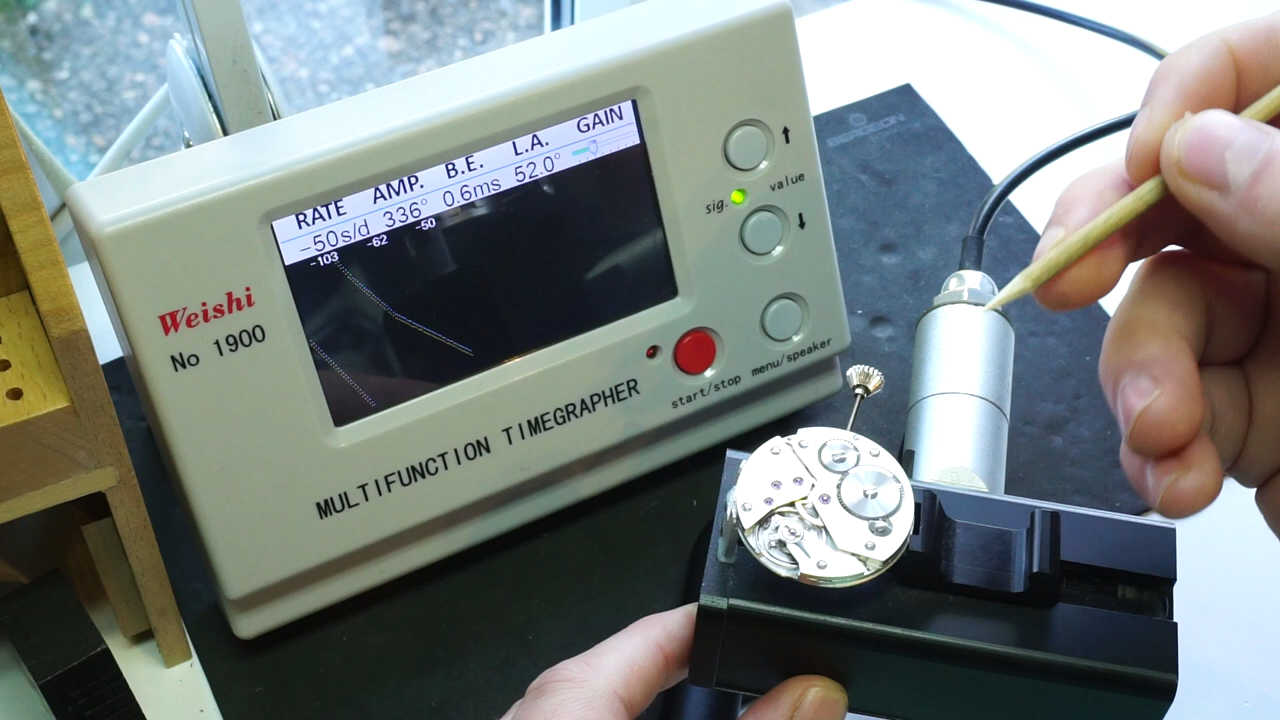 RATE AMP. B.E. L.A. GAIN
-50s/d 336° 0.6ms 52.0°
-103 -62 -50
sig. value
Weishi
No 1900
start/stop menu/speaker
MULTIFUNCTION TIMEGRAPHER
BERGEON